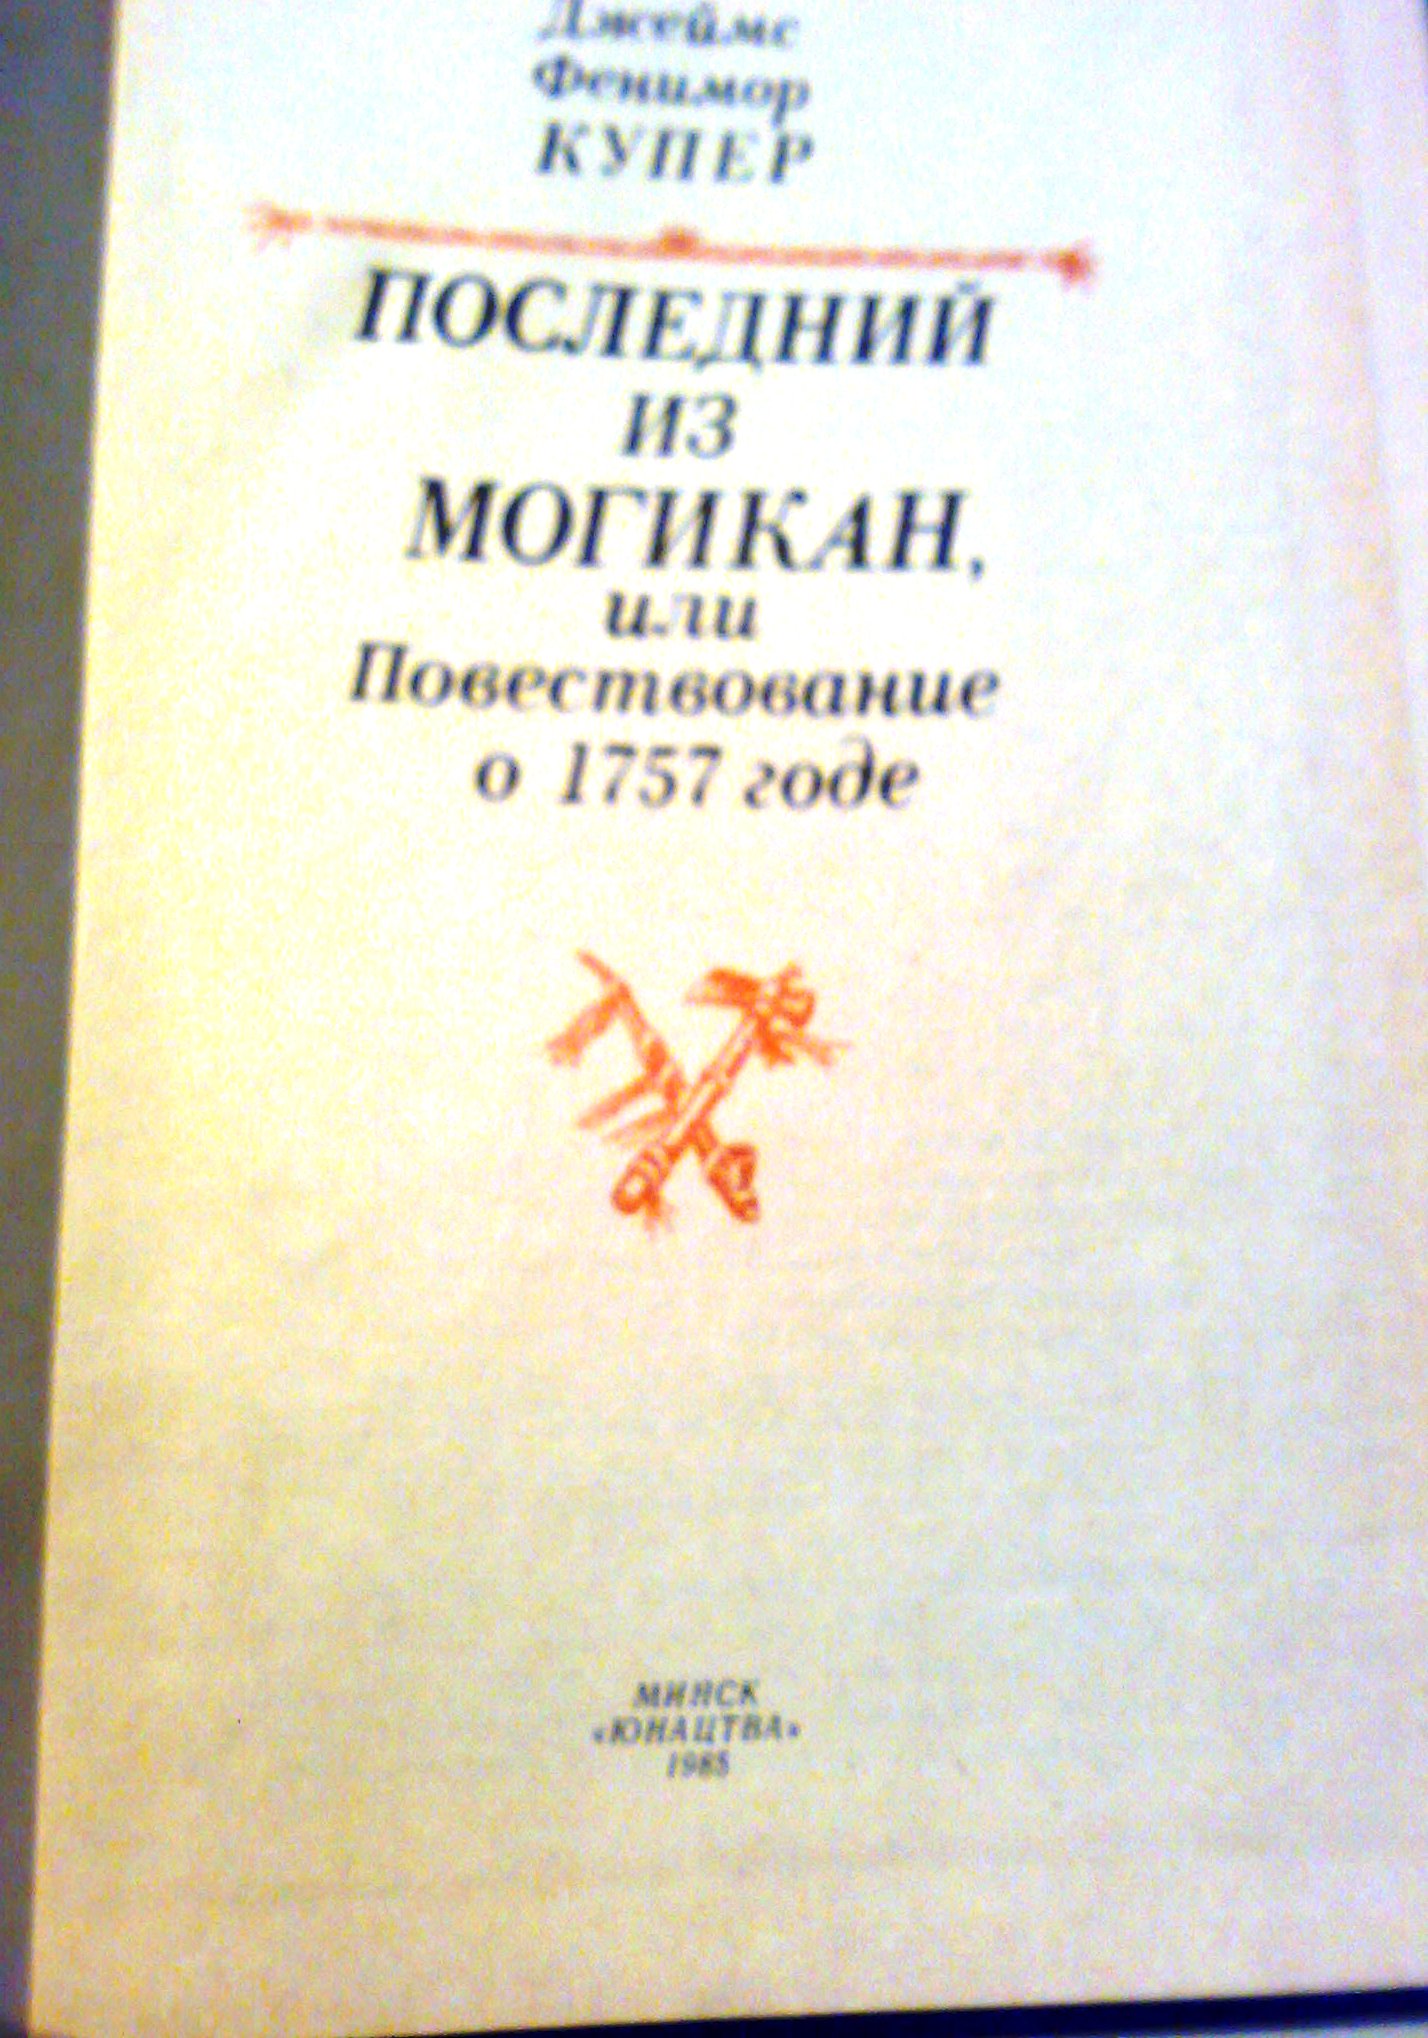 Джеймс
Фенимор
КУПЕР
ПОСЛЕДНИЙ
ИЗ
МОГИКАН,
или
Повествование
о 1757 годе
МИНСК
«ЮНАЦТВА»
1985